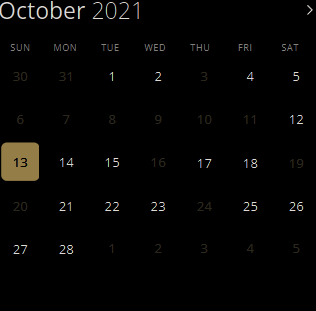 October 2021
SUN MON TUE WED THU FRI SAT
30 31 1 2 3 4 5
6 7 8 9 10 11 12
13 14 15 16 17 18 19
20 21 22 23 24 25 26
27 28 1 2 3 4 5